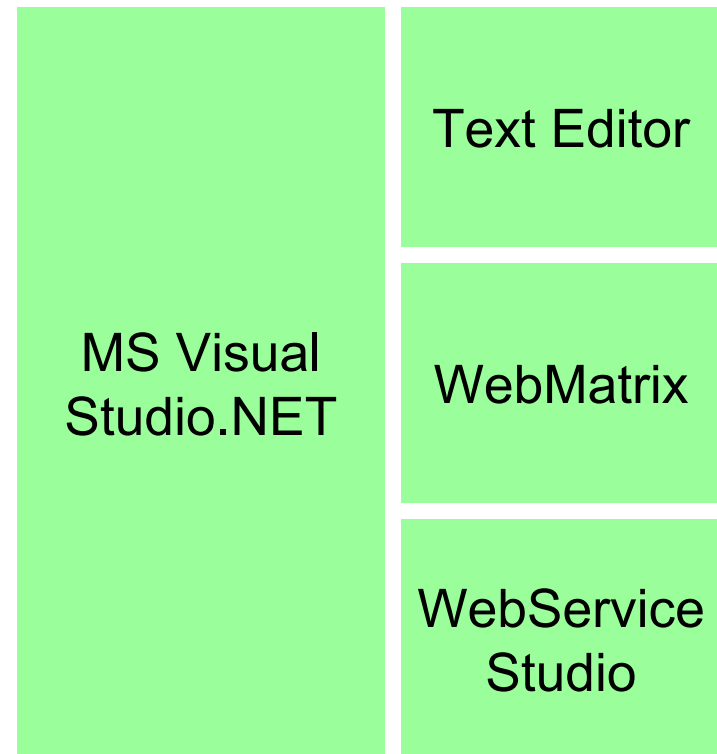 MS Visual
Studio.NET
Text Editor
WebMatrix
WebService
Studio